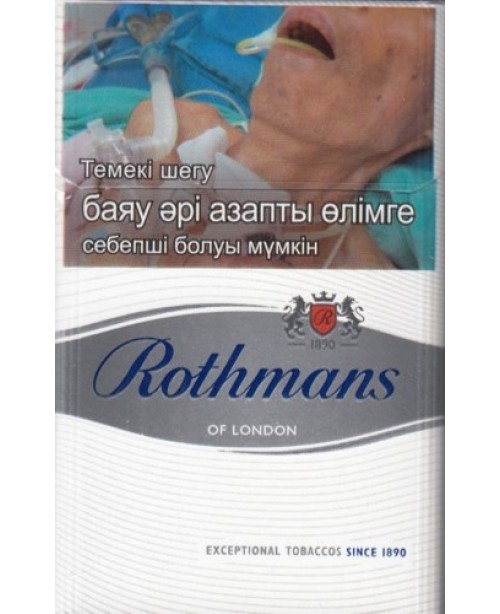 Темекі шегу
баяу әрі азапты өлімге
себепші болуы мүмкін
R
1890
Rothmans
OF LONDON
EXCEPTIONAL TOBACCOS SINCE 1890